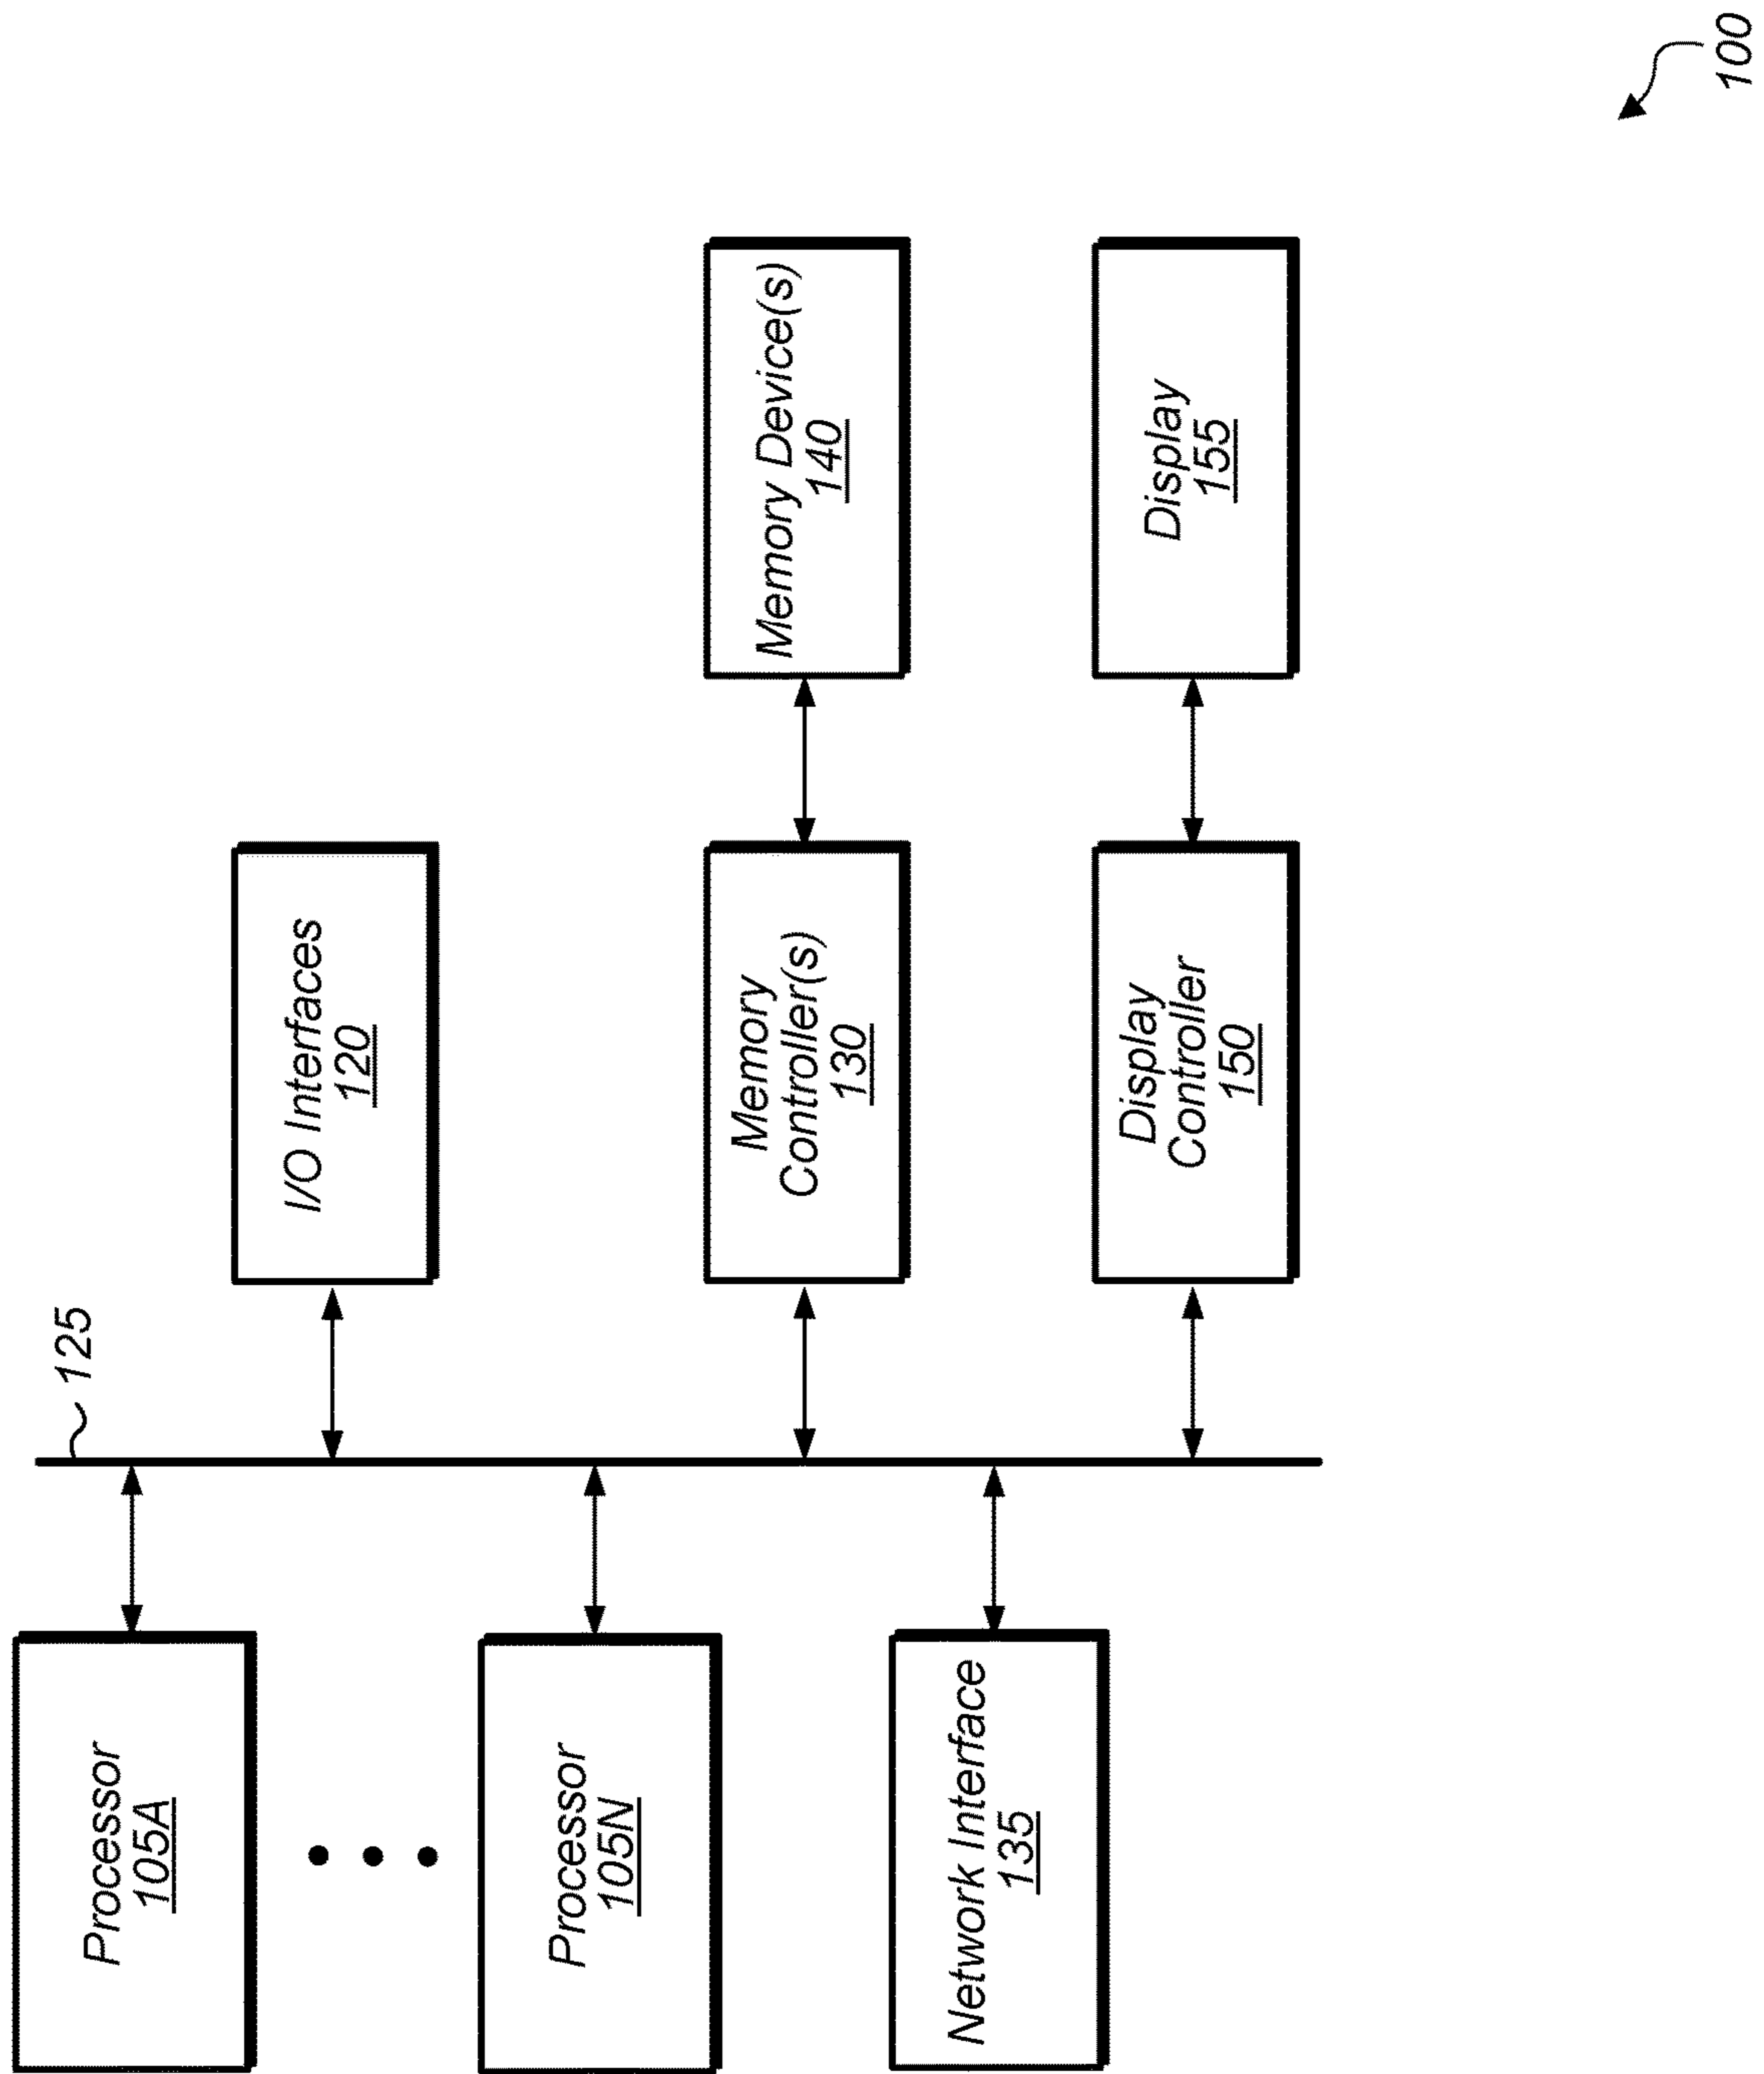 Processor
105A
Processor
105N
Network Interface
135
125
I/O Interfaces
120
Memory
Controller(s)
130
Display
Controller
150
Memory Device(s)
140
Display
155
100